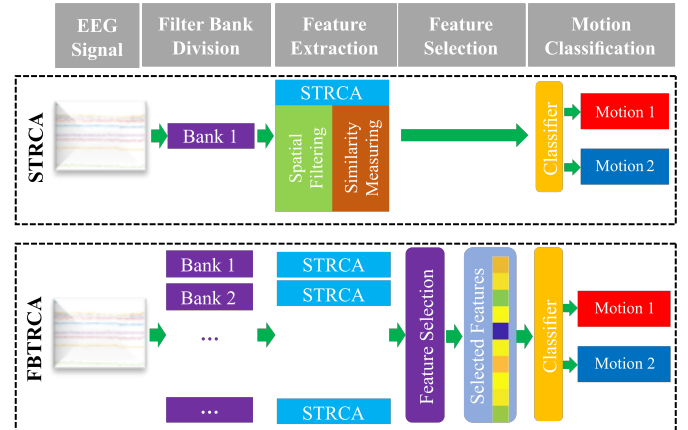 EEG
Signal
Filter Bank
Division
Feature
Extraction
Feature
Selection
Motion
Classification
STRCA
Bank 1
STRCA
Spatial
Filtering
Similarity
Measuring
Classifier
Motion 1
Motion 2
FBTRCA
Bank 1
Bank 2
...
...
STRCA
STRCA
STRCA
Feature Selection
Selected Features
Classifier
Motion 1
Motion 2